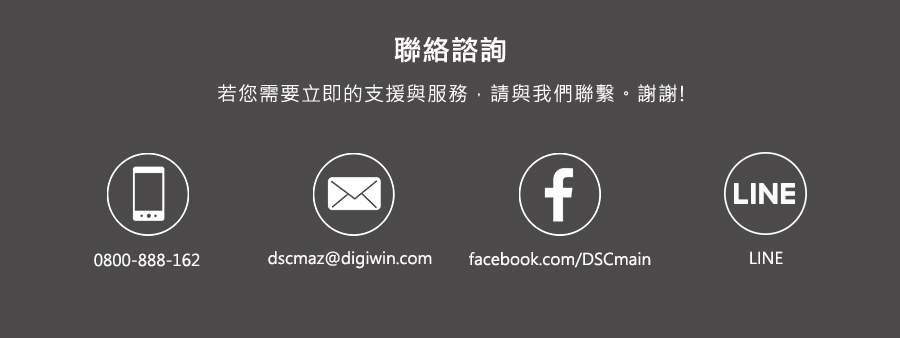 聯絡諮詢
若您需要立即的支援與服務，請與我們聯繫。謝謝!
LINE
0800-888-162
dscmaz@digiwin.com
facebook.com/DSCmain
LINE